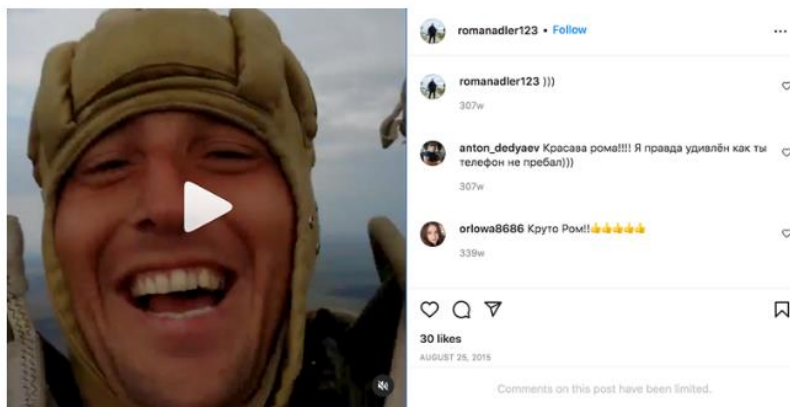 romanadler123 • Follow
romanadler123 )))
307w
anton_dedyaev Красава рома!!!! Я правда удивлён как ты
телефон не пребал)))
307w
orlowa8686 Круто Ром!!👍👍👍👍👍
339w
30 likes
AUGUST 25, 2015
Comments on this post have been limited.